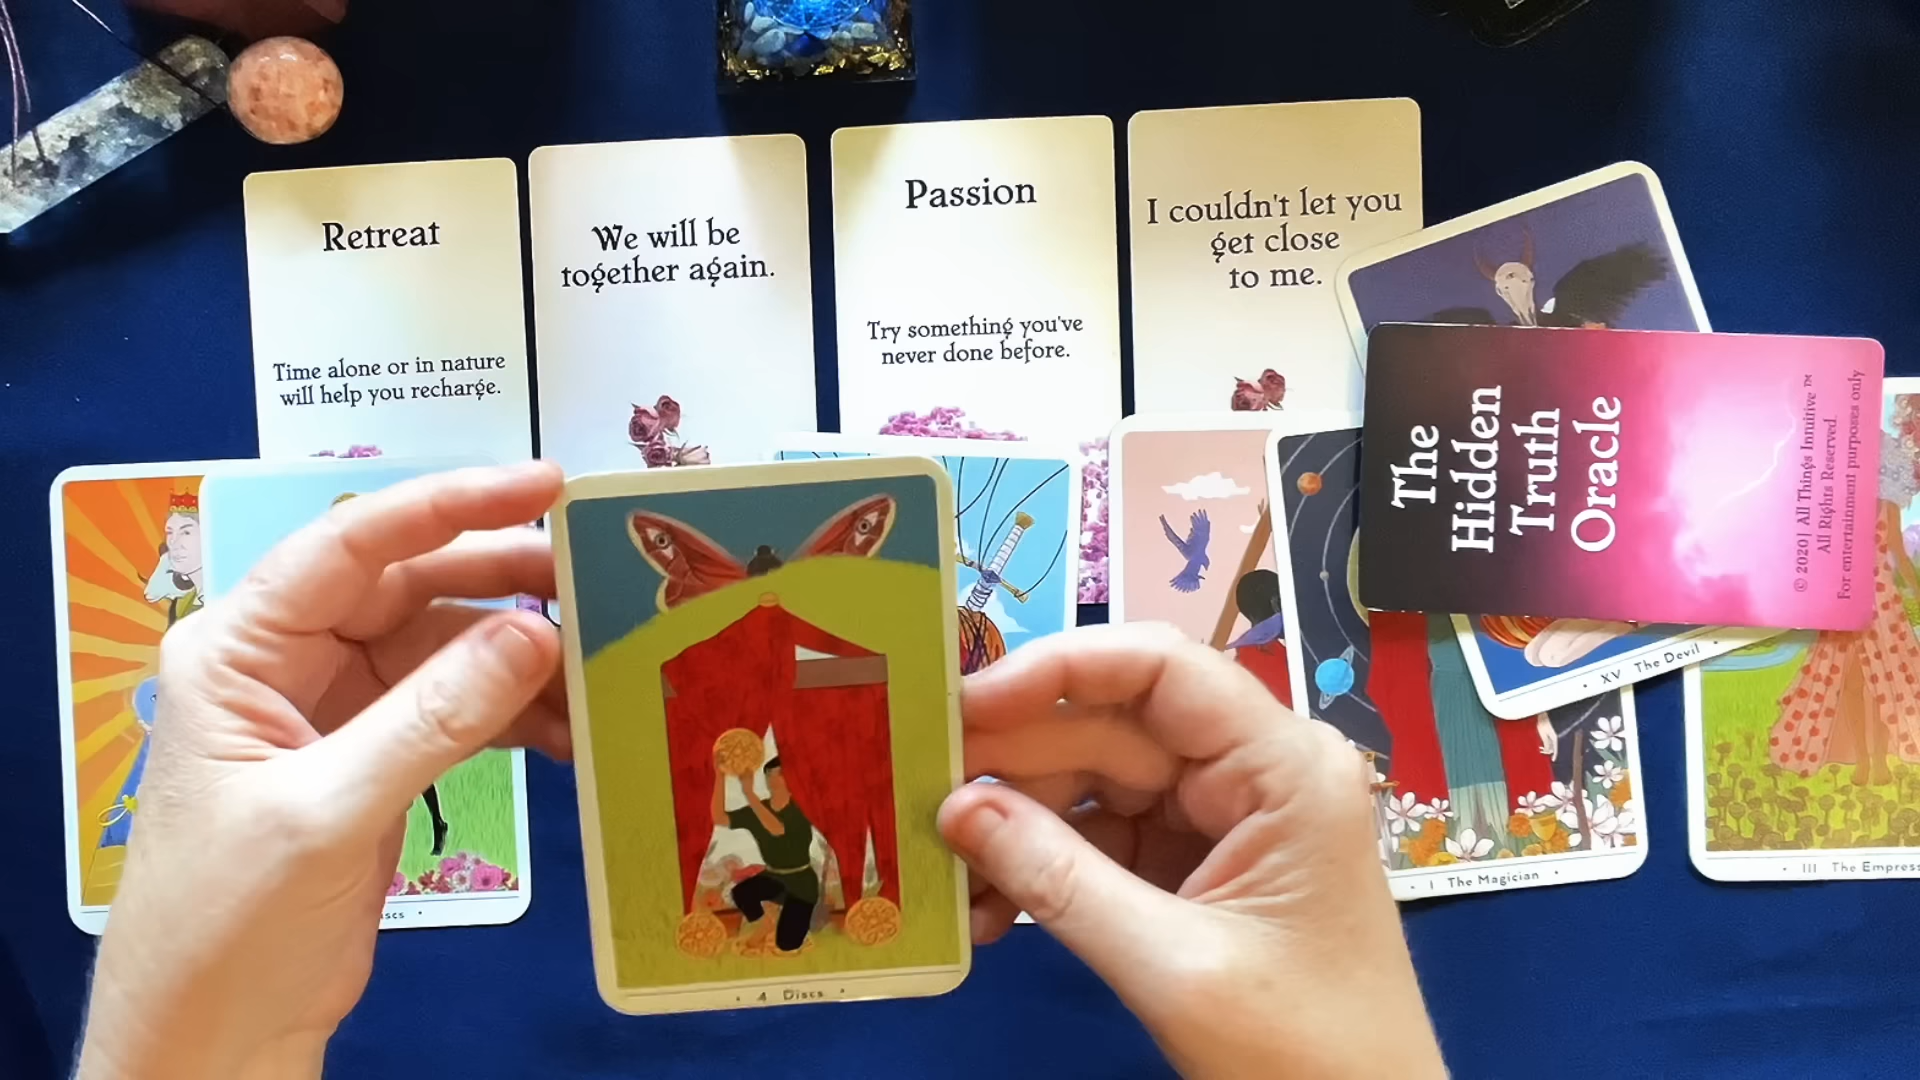 Retreat
Time alone or in nature
will help you recharge.
We will be
together again.
Passion
Try something you've
never done before.
I couldn't let you
get close
to me.
The
Hidden
Truth
Oracle
© 2020 | All Things Intuitive ™
All Rights Reserved.
For entertainment purposes only
• XV The Devil •
• 4 Discs •
• I The Magician •
• III The Empress